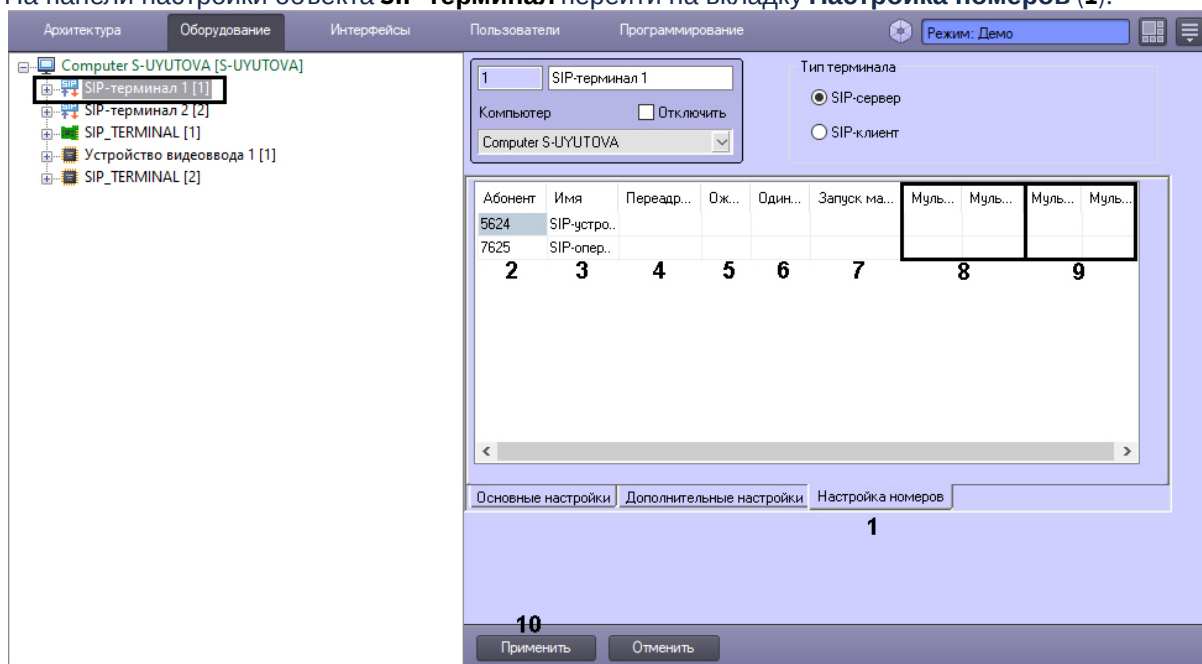 На панели настройки объекта SIP-терминал перейти на вкладку Настройка номеров (1).
Архитектура Оборудование Интерфейсы Пользователи Программирование Режим: Демо
Computer S-UYUTOVA [S-UYUTOVA]
SIP-терминал 1 [1]
SIP-терминал 2 [2]
SIP_TERMINAL [1]
Устройство видеоввода 1 [1]
SIP_TERMINAL [2]
1 SIP-терминал 1
Компьютер Отключить
Computer S-UYUTOVA
Тип терминала
SIP-сервер
SIP-клиент
Абонент Имя Переадр... Ож... Один... Запуск ма... Муль... Муль... Муль... Муль...
5624 SIP-устро..
7625 SIP-опер..
2 3 4 5 6 7 8 9
Основные настройки Дополнительные настройки Настройка номеров
1
10
Применить Отменить